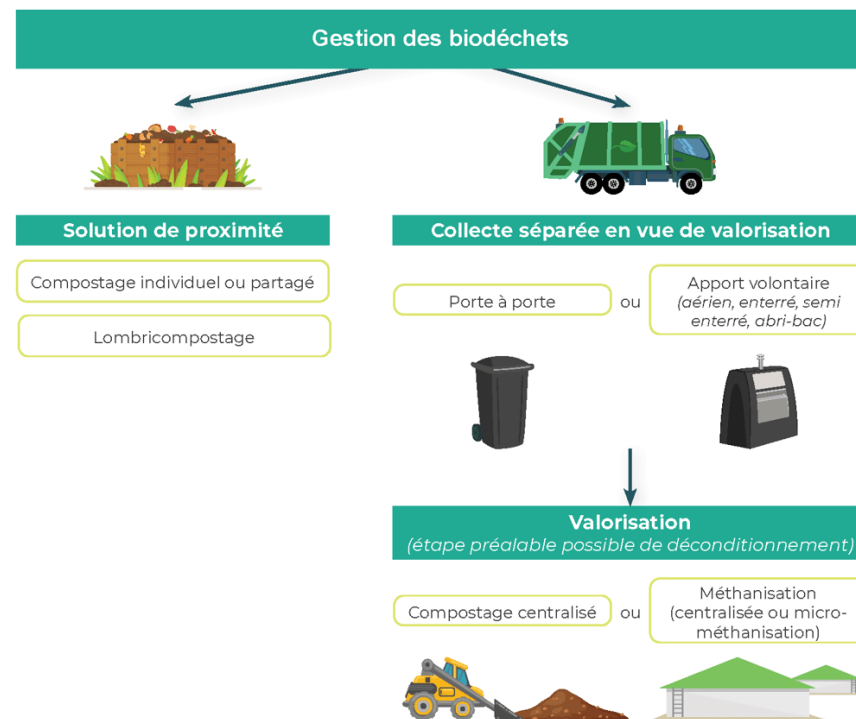 Gestion des biodéchets
Solution de proximité
Compostage individuel ou partagé
Lombricompostage
Collecte séparée en vue de valorisation
Porte à porte
ou
Apport volontaire
(aérien, enterré, semi
enterré, abri-bac)
Valorisation
(étape préalable possible de déconditionnement)
Compostage centralisé
ou
Méthanisation
(centralisée ou micro-
méthanisation)